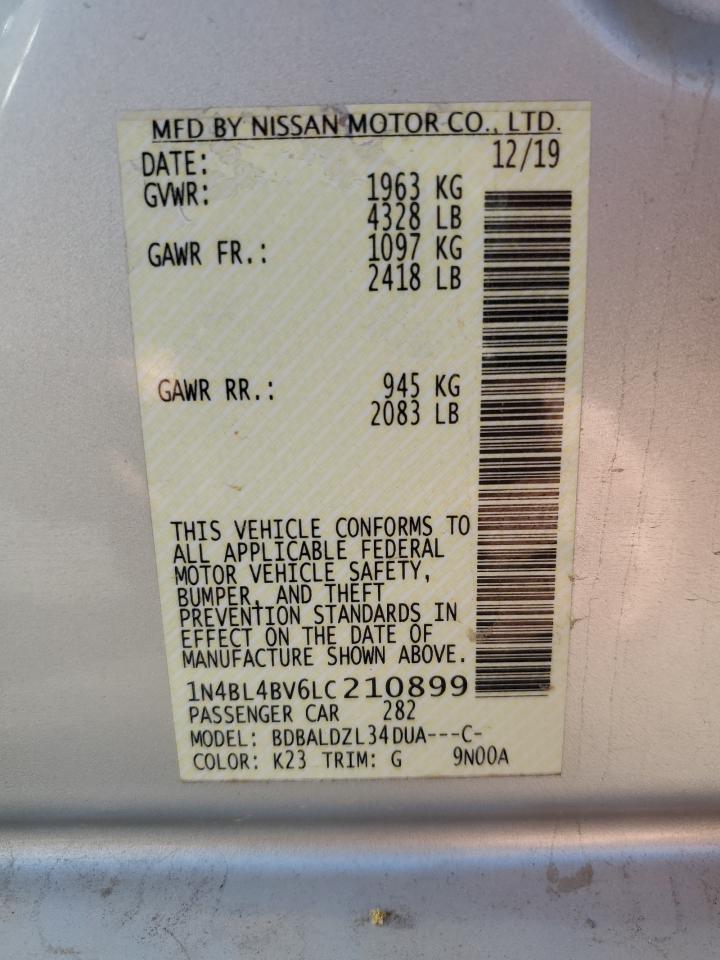 MFD BY NISSAN MOTOR CO., LTD.
DATE: 12/19
GVWR: 1963 KG
4328 LB
GAWR FR.: 1097 KG
2418 LB
GAWR RR.: 945 KG
2083 LB
THIS VEHICLE CONFORMS TO
ALL APPLICABLE FEDERAL
MOTOR VEHICLE SAFETY,
BUMPER, AND THEFT
PREVENTION STANDARDS IN
EFFECT ON THE DATE OF
MANUFACTURE SHOWN ABOVE.
1N4BL4BV6LC210899
PASSENGER CAR 282
MODEL: BDBALDZL34DUA---C-
COLOR: K23 TRIM: G 9N00A